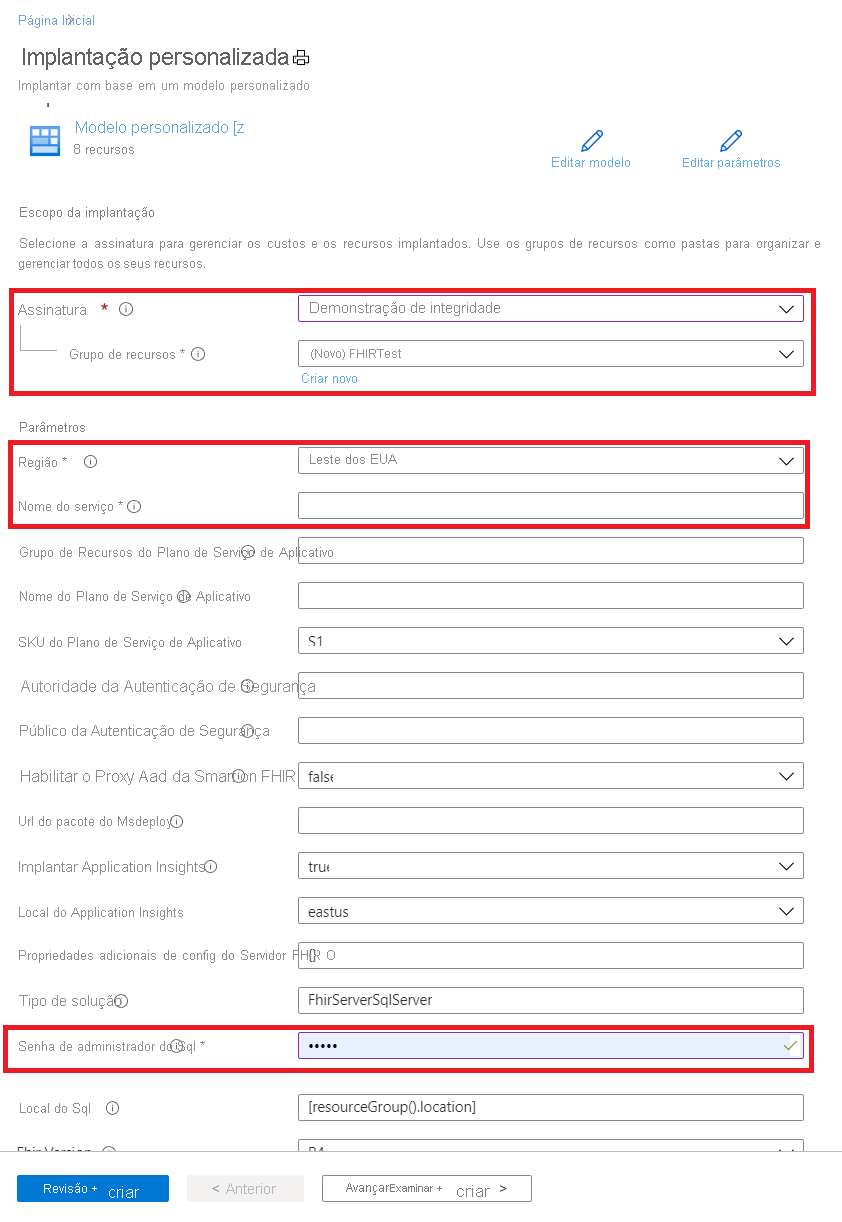 Página Inicial
Implantação personalizada
Implantar com base em um modelo personalizado
Modelo personalizado [z
8 recursos
Editar modelo
Editar parâmetros
Escopo da implantação
Selecione a assinatura para gerenciar os custos e os recursos implantados. Use os grupos de recursos como pastas para organizar e
gerenciar todos os seus recursos.
Assinatura * Demonstração de integridade
Grupo de recursos * (Novo) FHIRTest
Criar novo
Parâmetros
Região * Leste dos EUA
Nome do serviço *
Grupo de Recursos do Plano de Serviço de Aplicativo
Nome do Plano de Serviço de Aplicativo
SKU do Plano de Serviço de Aplicativo S1
Autoridade da Autenticação de Segurança
Público da Autenticação de Segurança
Habilitar o Proxy Aad da Smart on FHIR false
Url do pacote do Msdeploy
Implantar Application Insights true
Local do Application Insights eastus
Propriedades adicionais de config do Servidor FHIR O {}
Tipo de solução FhirServerSqlServer
Senha de administrador do Sql * •••••
Local do Sql [resourceGroup().location]
Fhir Version R4
Revisão + criar
< Anterior
AvançarExaminar + criar >